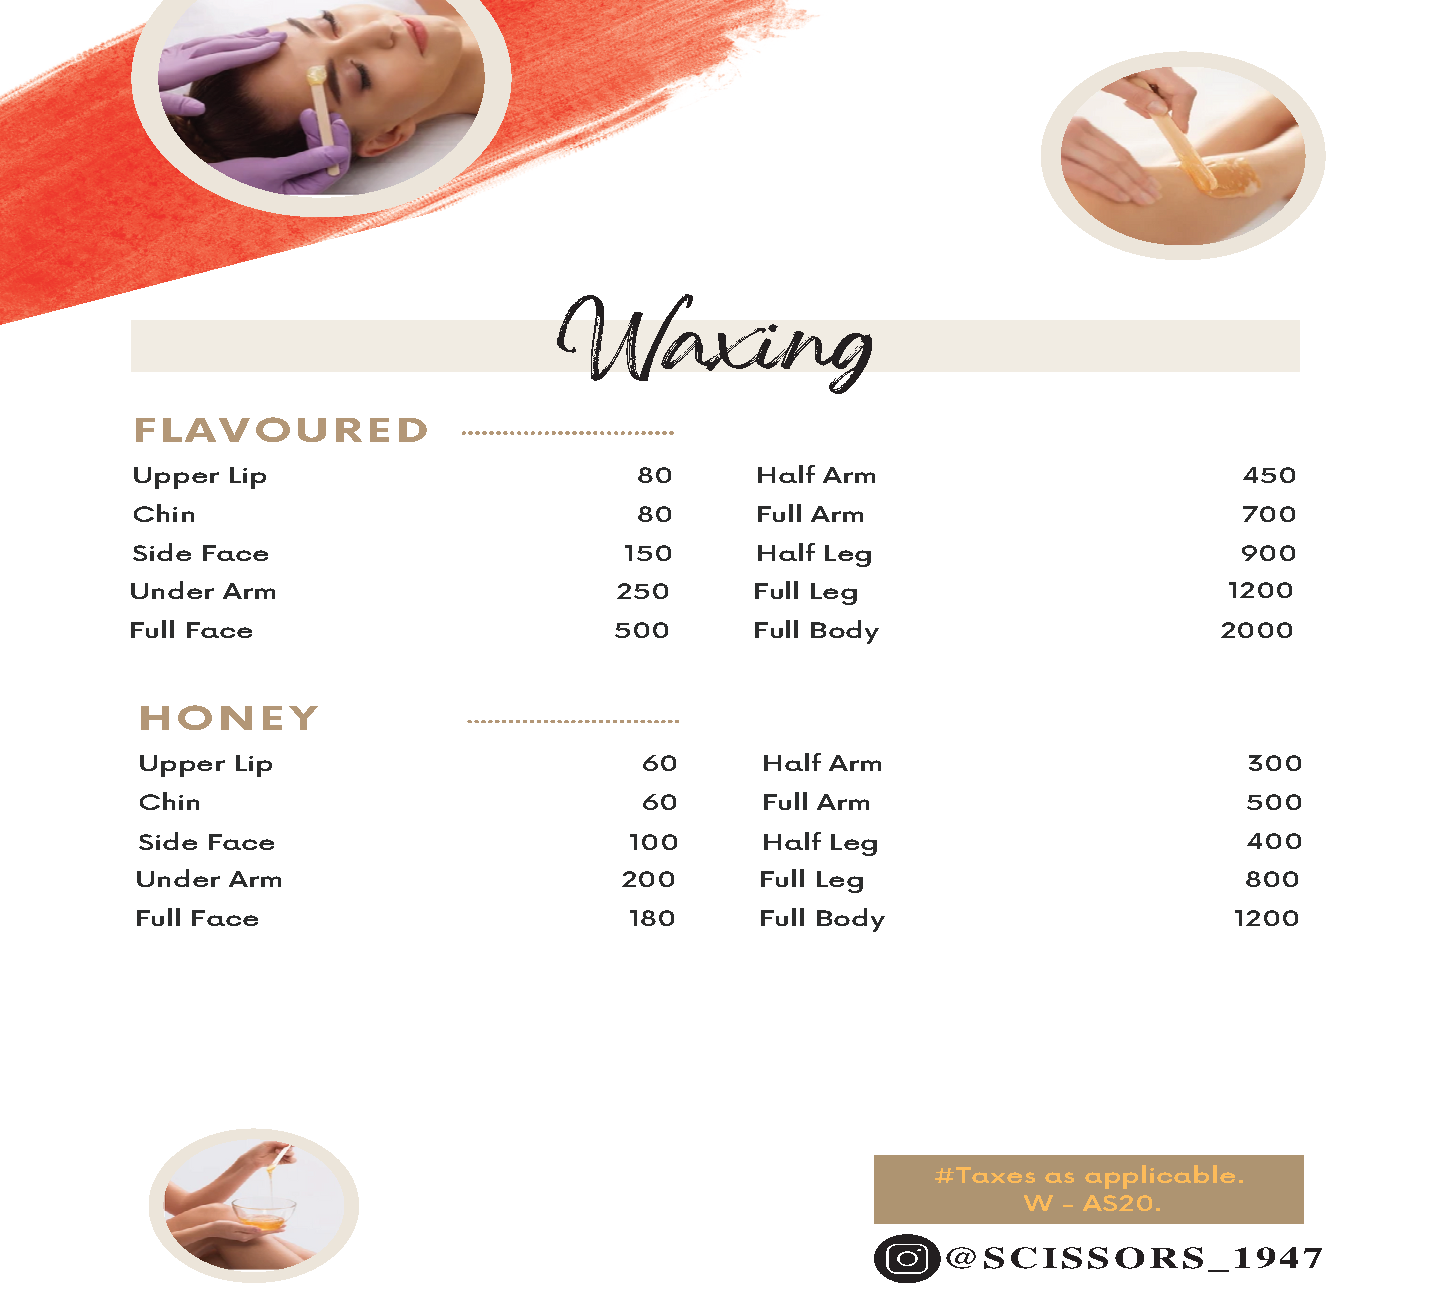 Waxing
FLAVOURED
Upper Lip 80 Half Arm 450
Chin 80 Full Arm 700
Side Face 150 Half Leg 900
Under Arm 250 Full Leg 1200
Full Face 500 Full Body 2000
HONEY
Upper Lip 60 Half Arm 300
Chin 60 Full Arm 500
Side Face 100 Half Leg 400
Under Arm 200 Full Leg 800
Full Face 180 Full Body 1200
#Taxes as applicable.
W - AS20.
@SCISSORS_1947